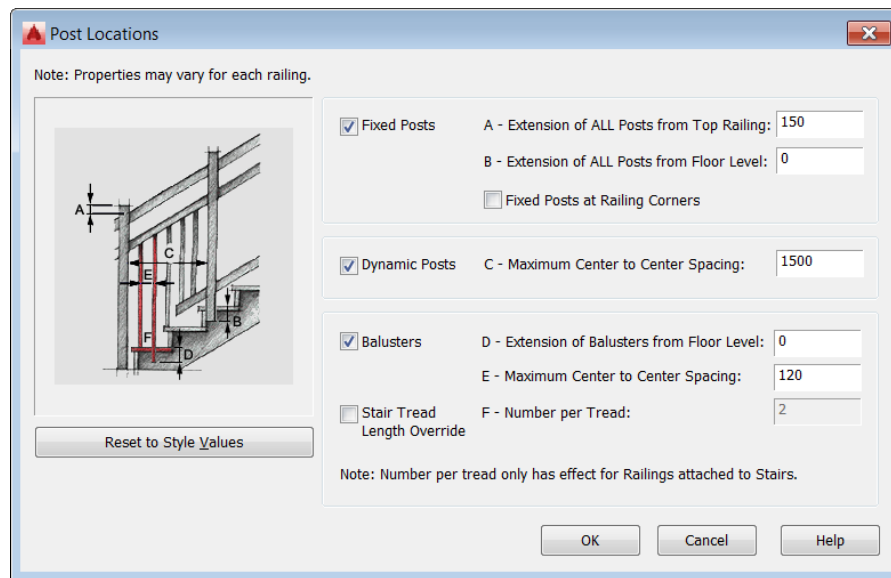 Post Locations
Note: Properties may vary for each railing.
A
C
E
B
F
D
Reset to Style Values
Fixed Posts
A - Extension of ALL Posts from Top Railing:
150
B - Extension of ALL Posts from Floor Level:
0
Fixed Posts at Railing Corners
Dynamic Posts
C - Maximum Center to Center Spacing:
1500
Balusters
D - Extension of Balusters from Floor Level:
0
E - Maximum Center to Center Spacing:
120
Stair Tread
Length Override
F - Number per Tread:
2
Note: Number per tread only has effect for Railings attached to Stairs.
OK
Cancel
Help